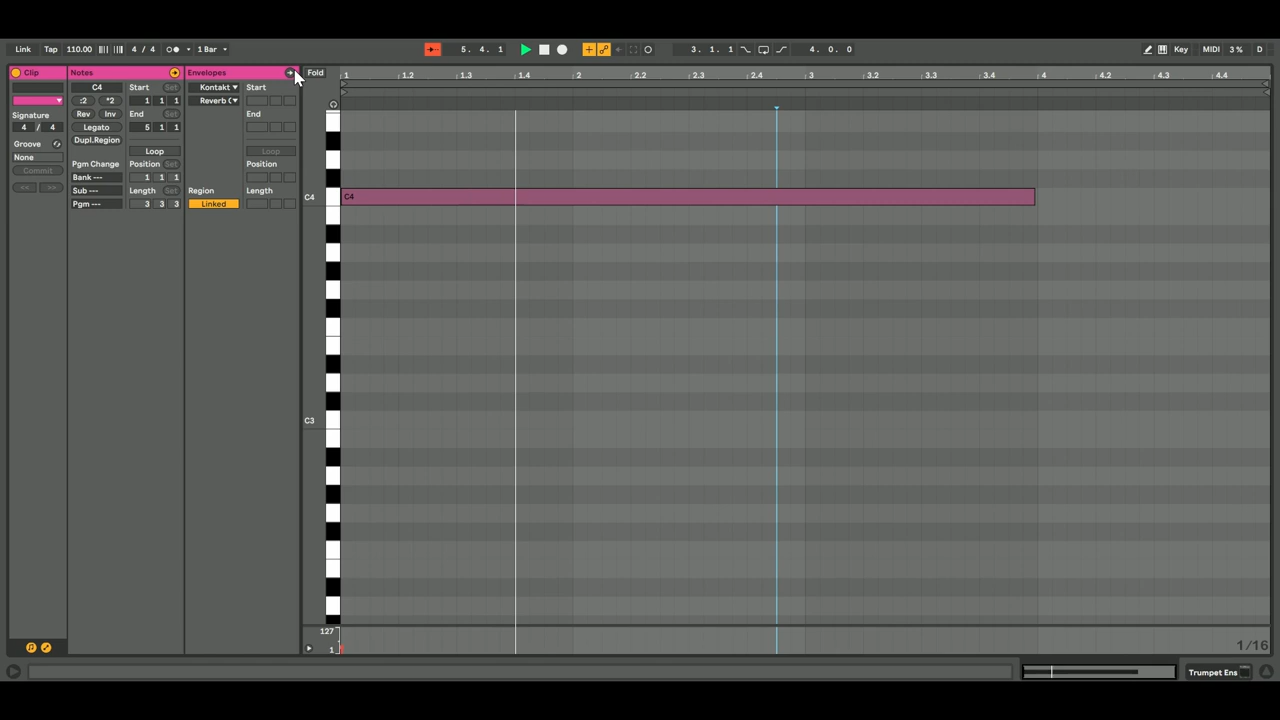 Link Tap 110.00 4 / 4 1 Bar 5. 4. 1 3. 1. 1 4. 0. 0 Key MIDI 3 % D
Clip Notes Envelopes Fold 1 1.2 1.3 1.4 2 2.2 2.3 2.4 3 3.2 3.3 3.4 4 4.2 4.3 4.4
C4 Start Set Kontakt Start
:2 *2 1 1 1 Reverb (
Signature Rev Inv End Set End
4 / 4 Legato 5 1 1
Groove Dupl.Region
None Loop Loop
Commit Pgm Change Position Set Position
<< >> Bank --- 1 1 1
Sub --- Length Set Region Length
Pgm --- 3 3 3 Linked
C4 C4
C3
127
1
1/16
Trumpet Ens